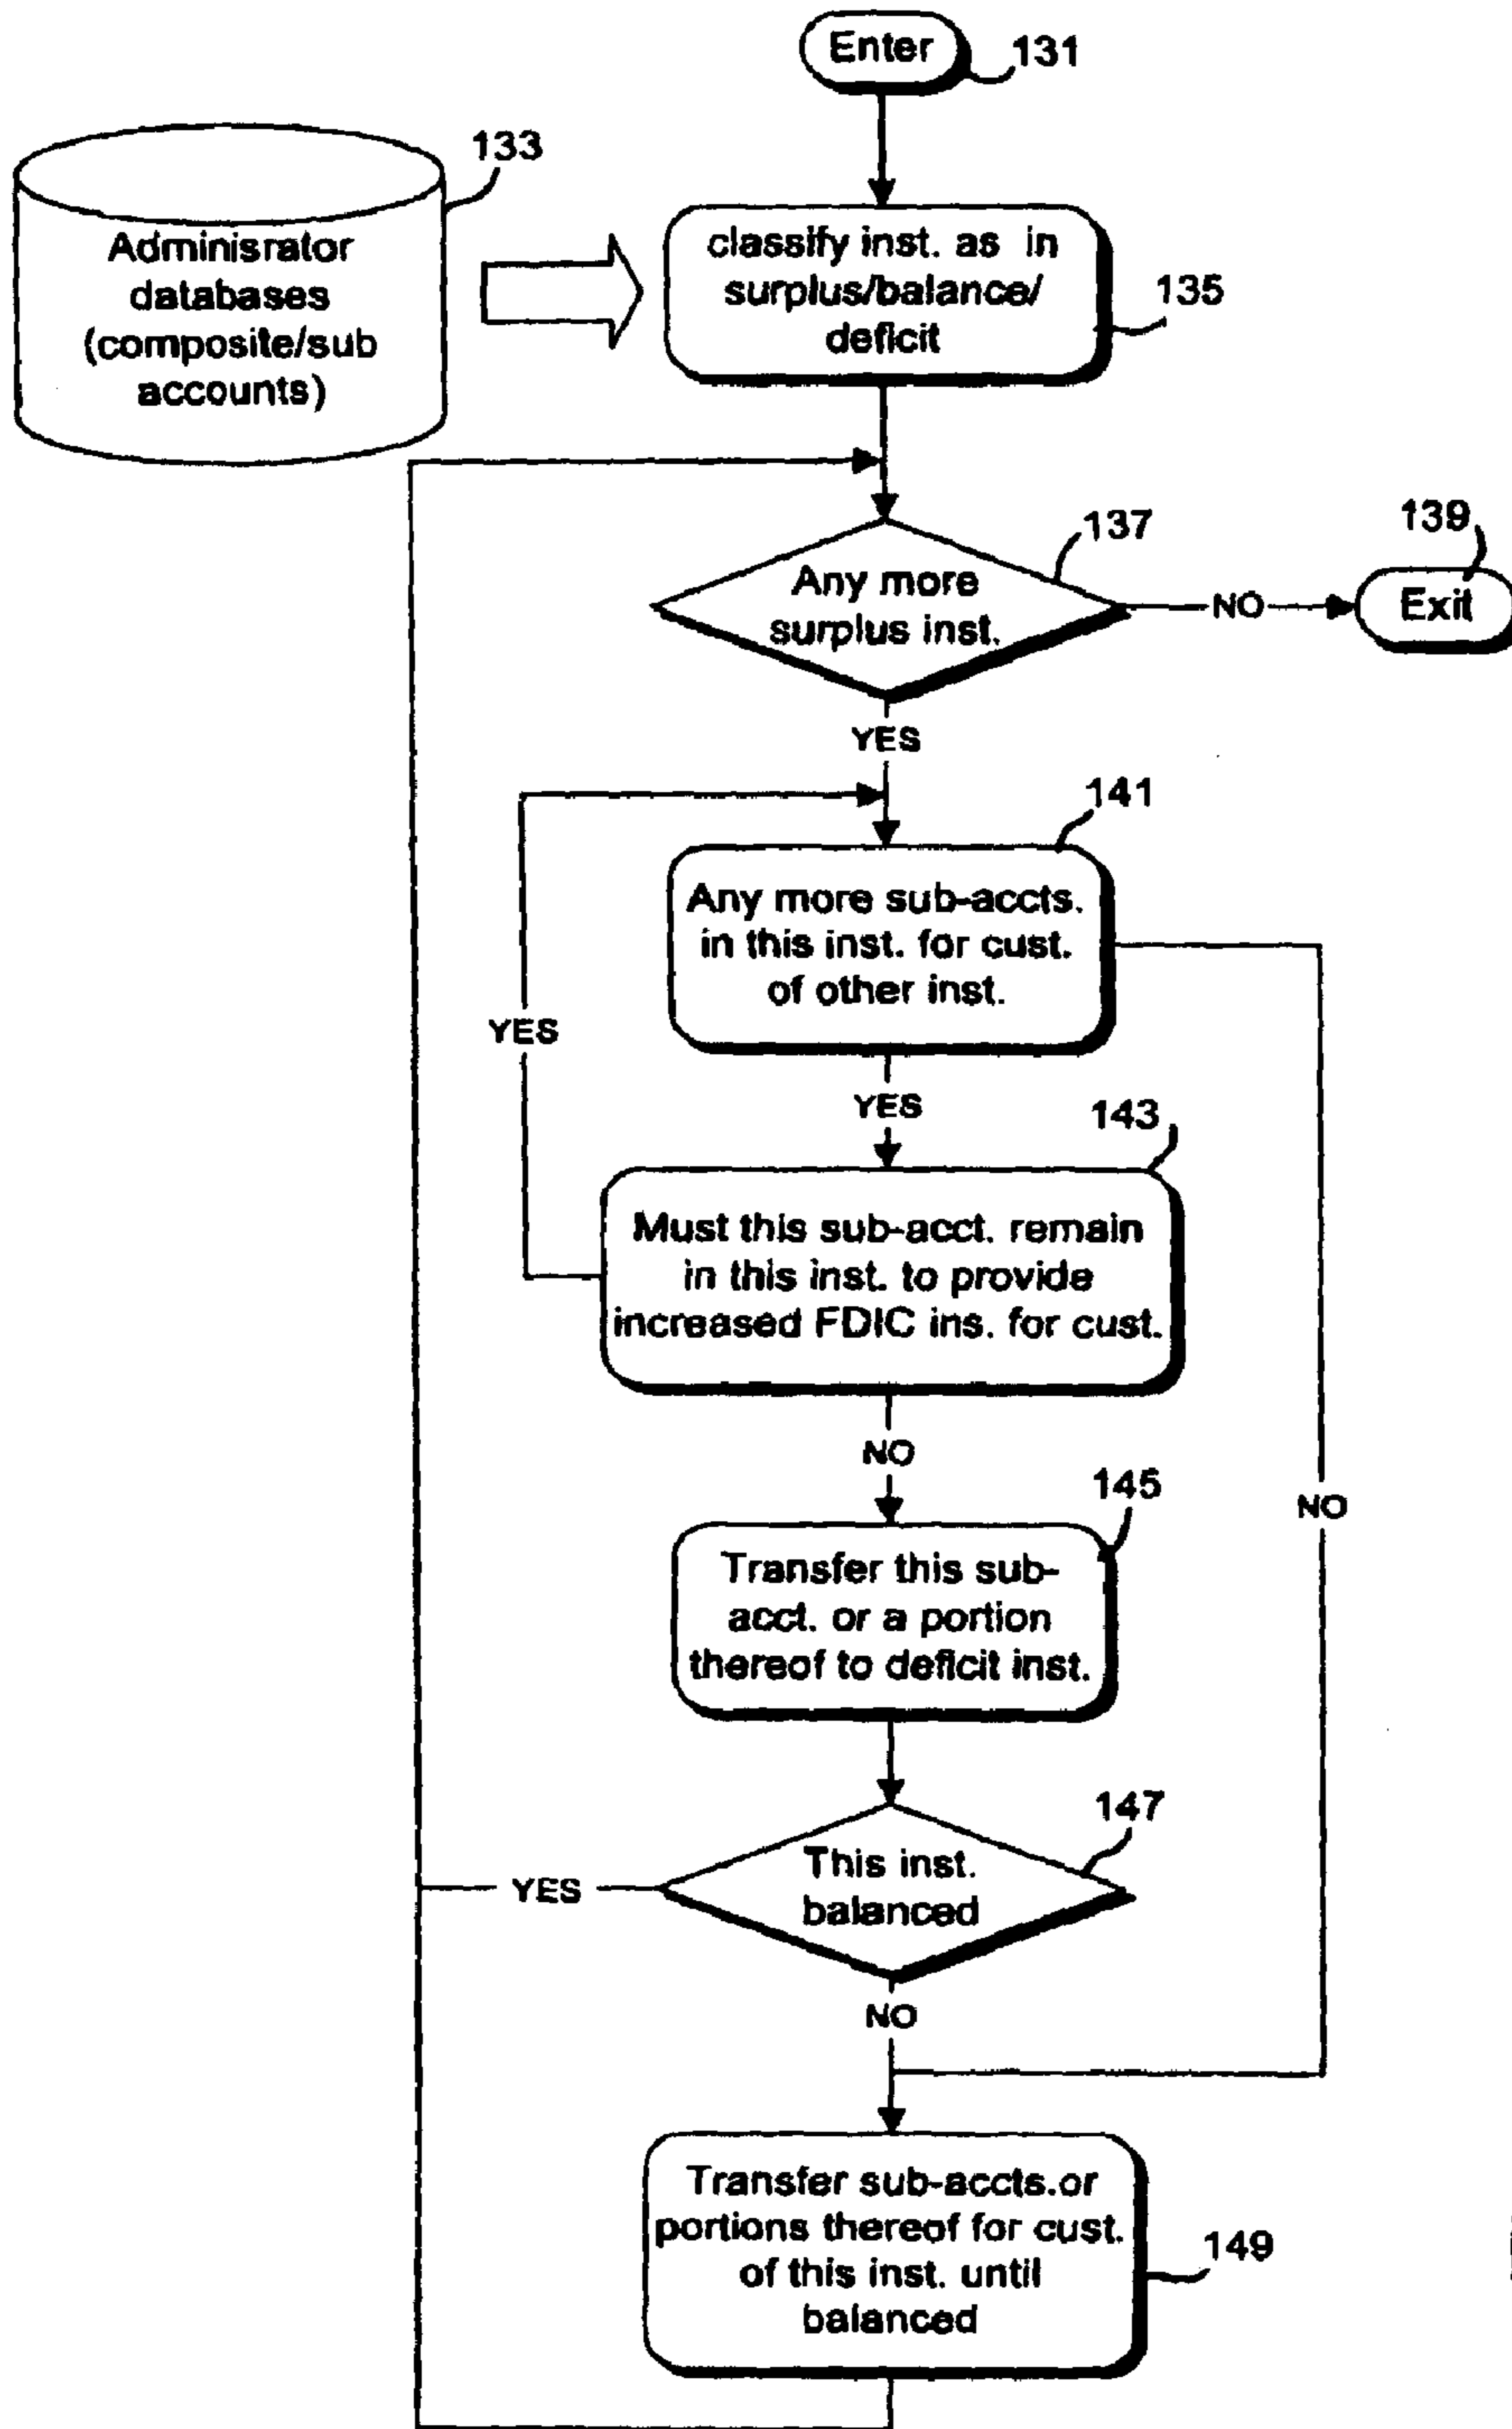 Enter
131
133
Adminisrator
databases
(composite/sub
accounts)
classify inst. as in
surplus/balance/
deficit
135
137
Any more
surplus inst.
NO
139
Exit
YES
141
Any more sub-accts.
in this inst. for cust.
of other inst.
YES
YES
143
Must this sub-acct. remain
in this inst. to provide
increased FDIC ins. for cust.
NO
145
Transfer this sub-
acct. or a portion
thereof to deficit inst.
NO
147
This inst.
balanced
YES
NO
Transfer sub-accts.or
portions thereof for cust.
of this inst. until
balanced
149